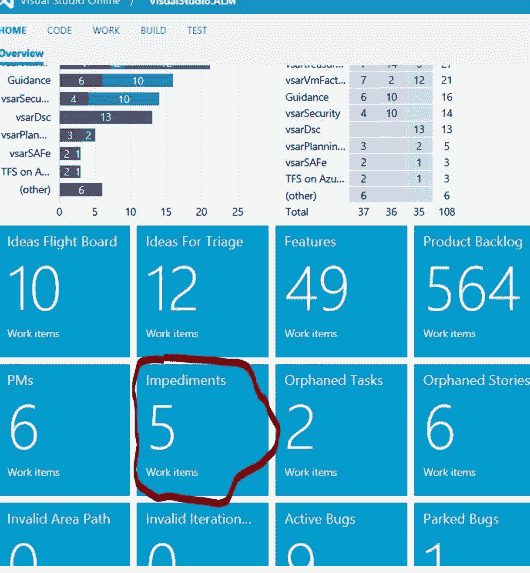 Visual Studio Online / VisualStudio.ALM
HOME CODE WORK BUILD TEST
Overview
Guidance 6 10
vsarSecu... 4 10
vsarDsc 13
vsarPlan... 3 2
vsarSAFe 2 1
TFS on A... 2 1
(other) 6
0 5 10 15 20 25
vsarVmFact... 7 2 12 21
Guidance 6 10 16
vsarSecurity 4 10 14
vsarDsc 13 13
vsarPlannin... 3 2 5
vsarSAFe 2 1 3
TFS on Azu... 2 1 3
(other) 6 6
Total 37 36 35 108
Ideas Flight Board
10
Work items
Ideas For Triage
12
Work items
Features
49
Work items
Product Backlog
564
Work items
PMs
6
Work items
Impediments
5
Work items
Orphaned Tasks
2
Work items
Orphaned Stories
6
Work items
Invalid Area Path
0
Invalid Iteration...
0
Active Bugs
9
Parked Bugs
1